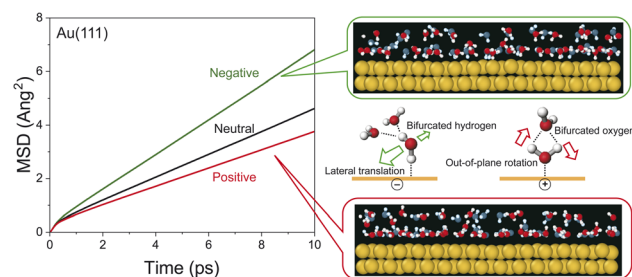 Au(111)
MSD (Ang²)
8
6
4
2
0
0 2 4 6 8 10
Time (ps)
Negative
Neutral
Positive
Bifurcated hydrogen
Lateral translation
−
Bifurcated oxygen
Out-of-plane rotation
+